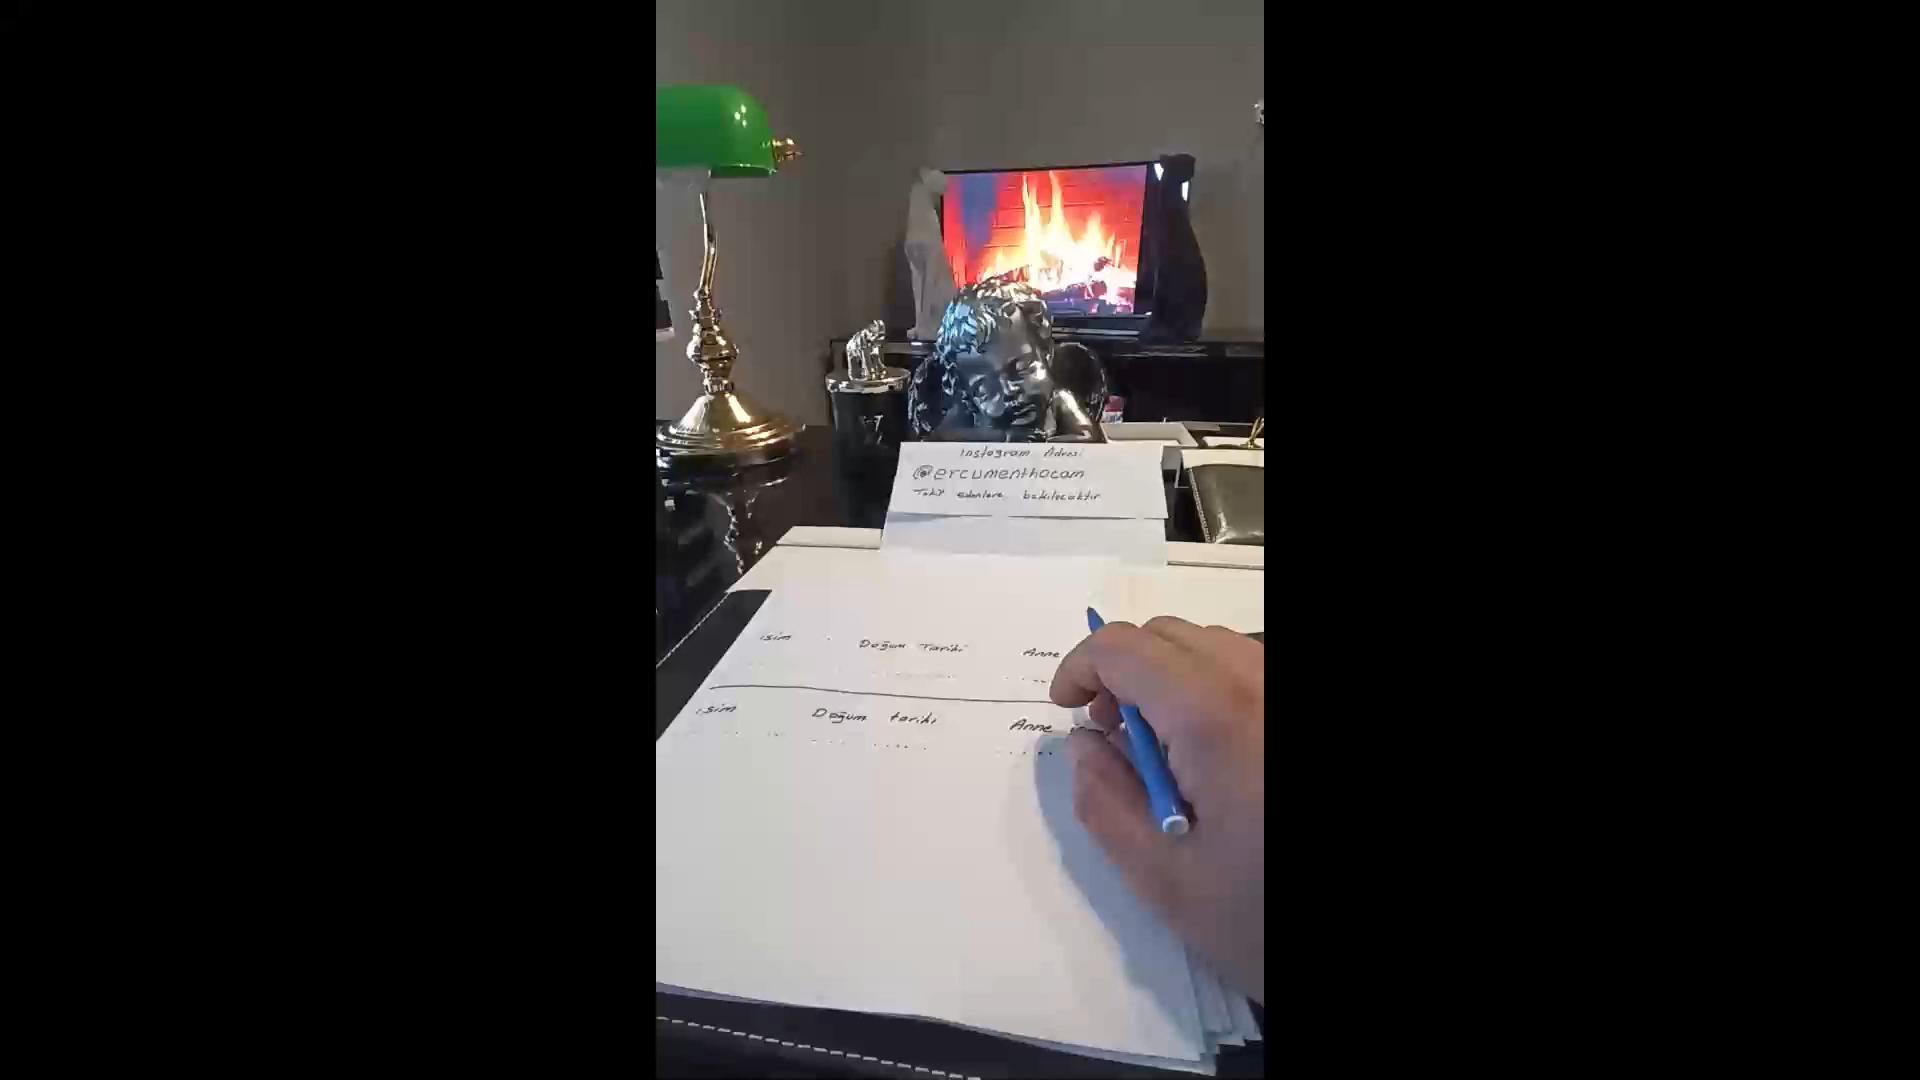 Instagram Adresi
@ercumenthocam
Takip edenlere bakılacaktır
isim Doğum Tarihi Anne
isim Doğum tarihi Anne